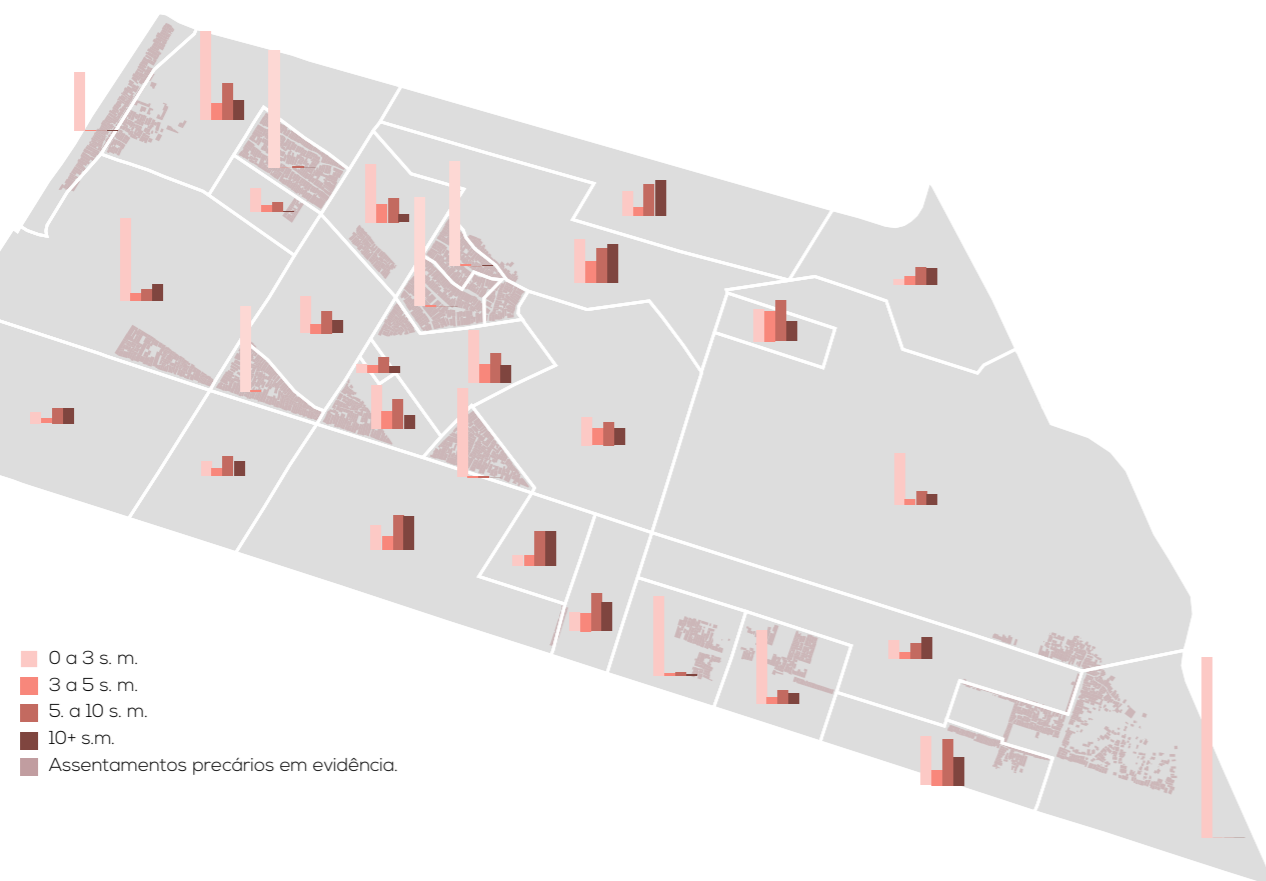 0 a 3 s. m.
3 a 5 s. m.
5. a 10 s. m.
10+ s.m.
Assentamentos precários em evidência.